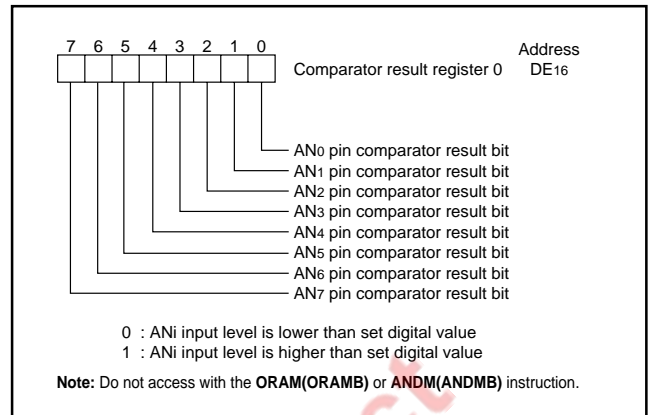 7 6 5 4 3 2 1 0
Address
Comparator result register 0 DE16
AN0 pin comparator result bit
AN1 pin comparator result bit
AN2 pin comparator result bit
AN3 pin comparator result bit
AN4 pin comparator result bit
AN5 pin comparator result bit
AN6 pin comparator result bit
AN7 pin comparator result bit
0 : ANi input level is lower than set digital value
1 : ANi input level is higher than set digital value
Note: Do not access with the ORAM(ORAMB) or ANDM(ANDMB) instruction.